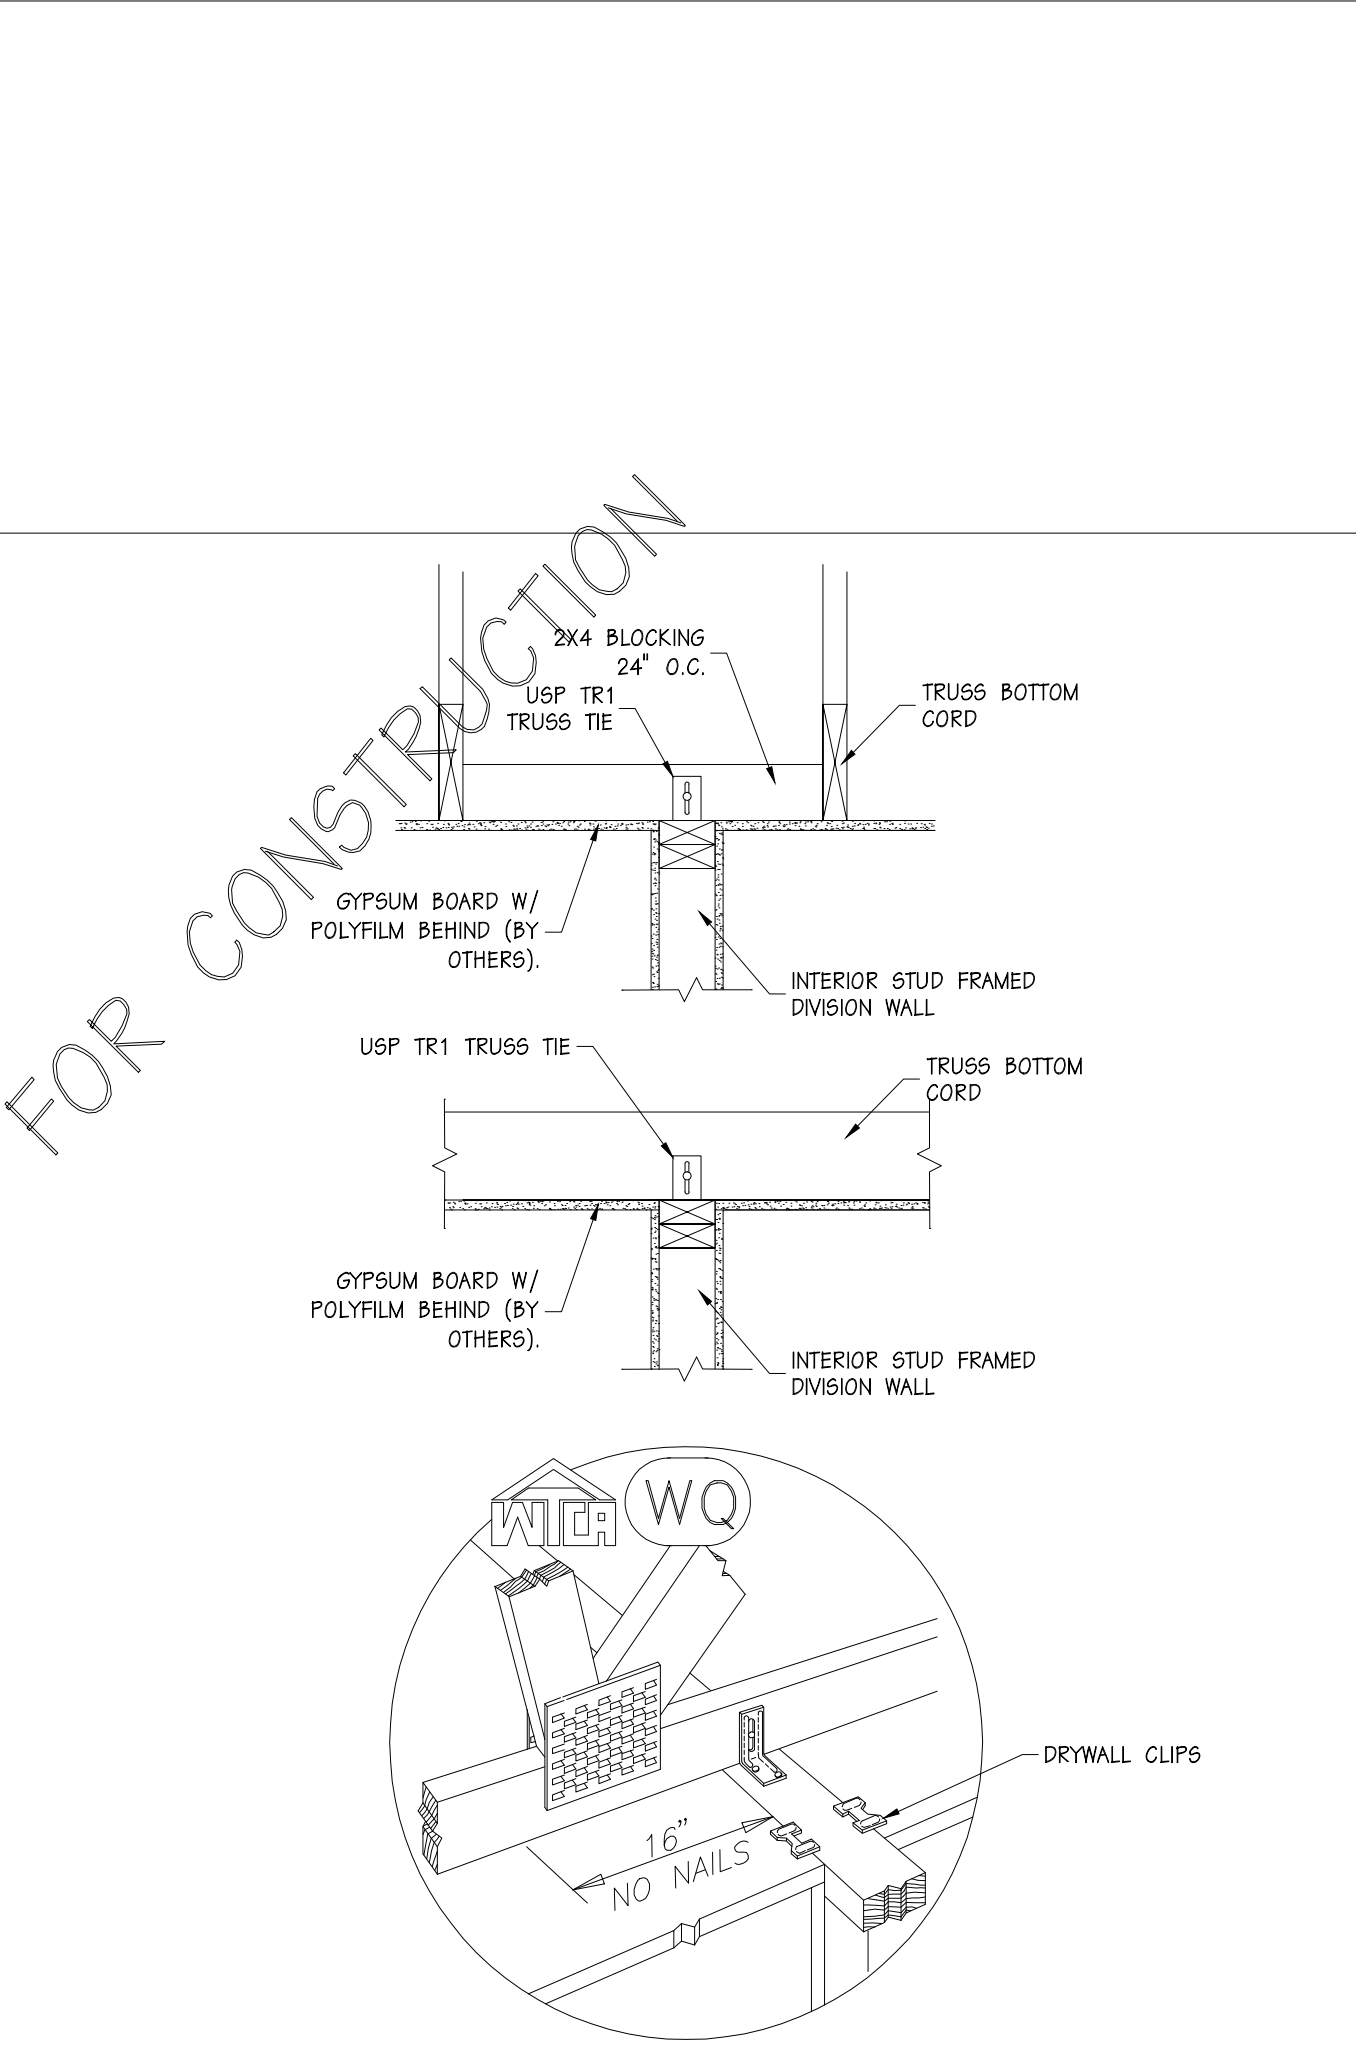 FOR CONSTRUCTION
2X4 BLOCKING
24" O.C.
USP TR1
TRUSS TIE
TRUSS BOTTOM
CORD
GYPSUM BOARD W/
POLYFILM BEHIND (BY
OTHERS).
INTERIOR STUD FRAMED
DIVISION WALL
USP TR1 TRUSS TIE
TRUSS BOTTOM
CORD
GYPSUM BOARD W/
POLYFILM BEHIND (BY
OTHERS).
INTERIOR STUD FRAMED
DIVISION WALL
WTCA
WQ
DRYWALL CLIPS
16"
NO NAILS